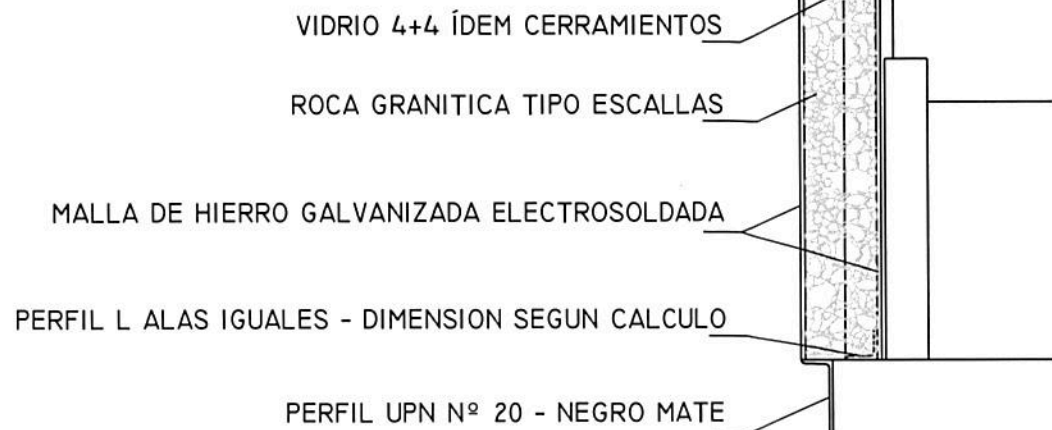 VIDRIO 4+4 ÍDEM CERRAMIENTOS
ROCA GRANITICA TIPO ESCALLAS
MALLA DE HIERRO GALVANIZADA ELECTROSOLDADA
PERFIL L ALAS IGUALES - DIMENSION SEGUN CALCULO
PERFIL UPN Nº 20 - NEGRO MATE